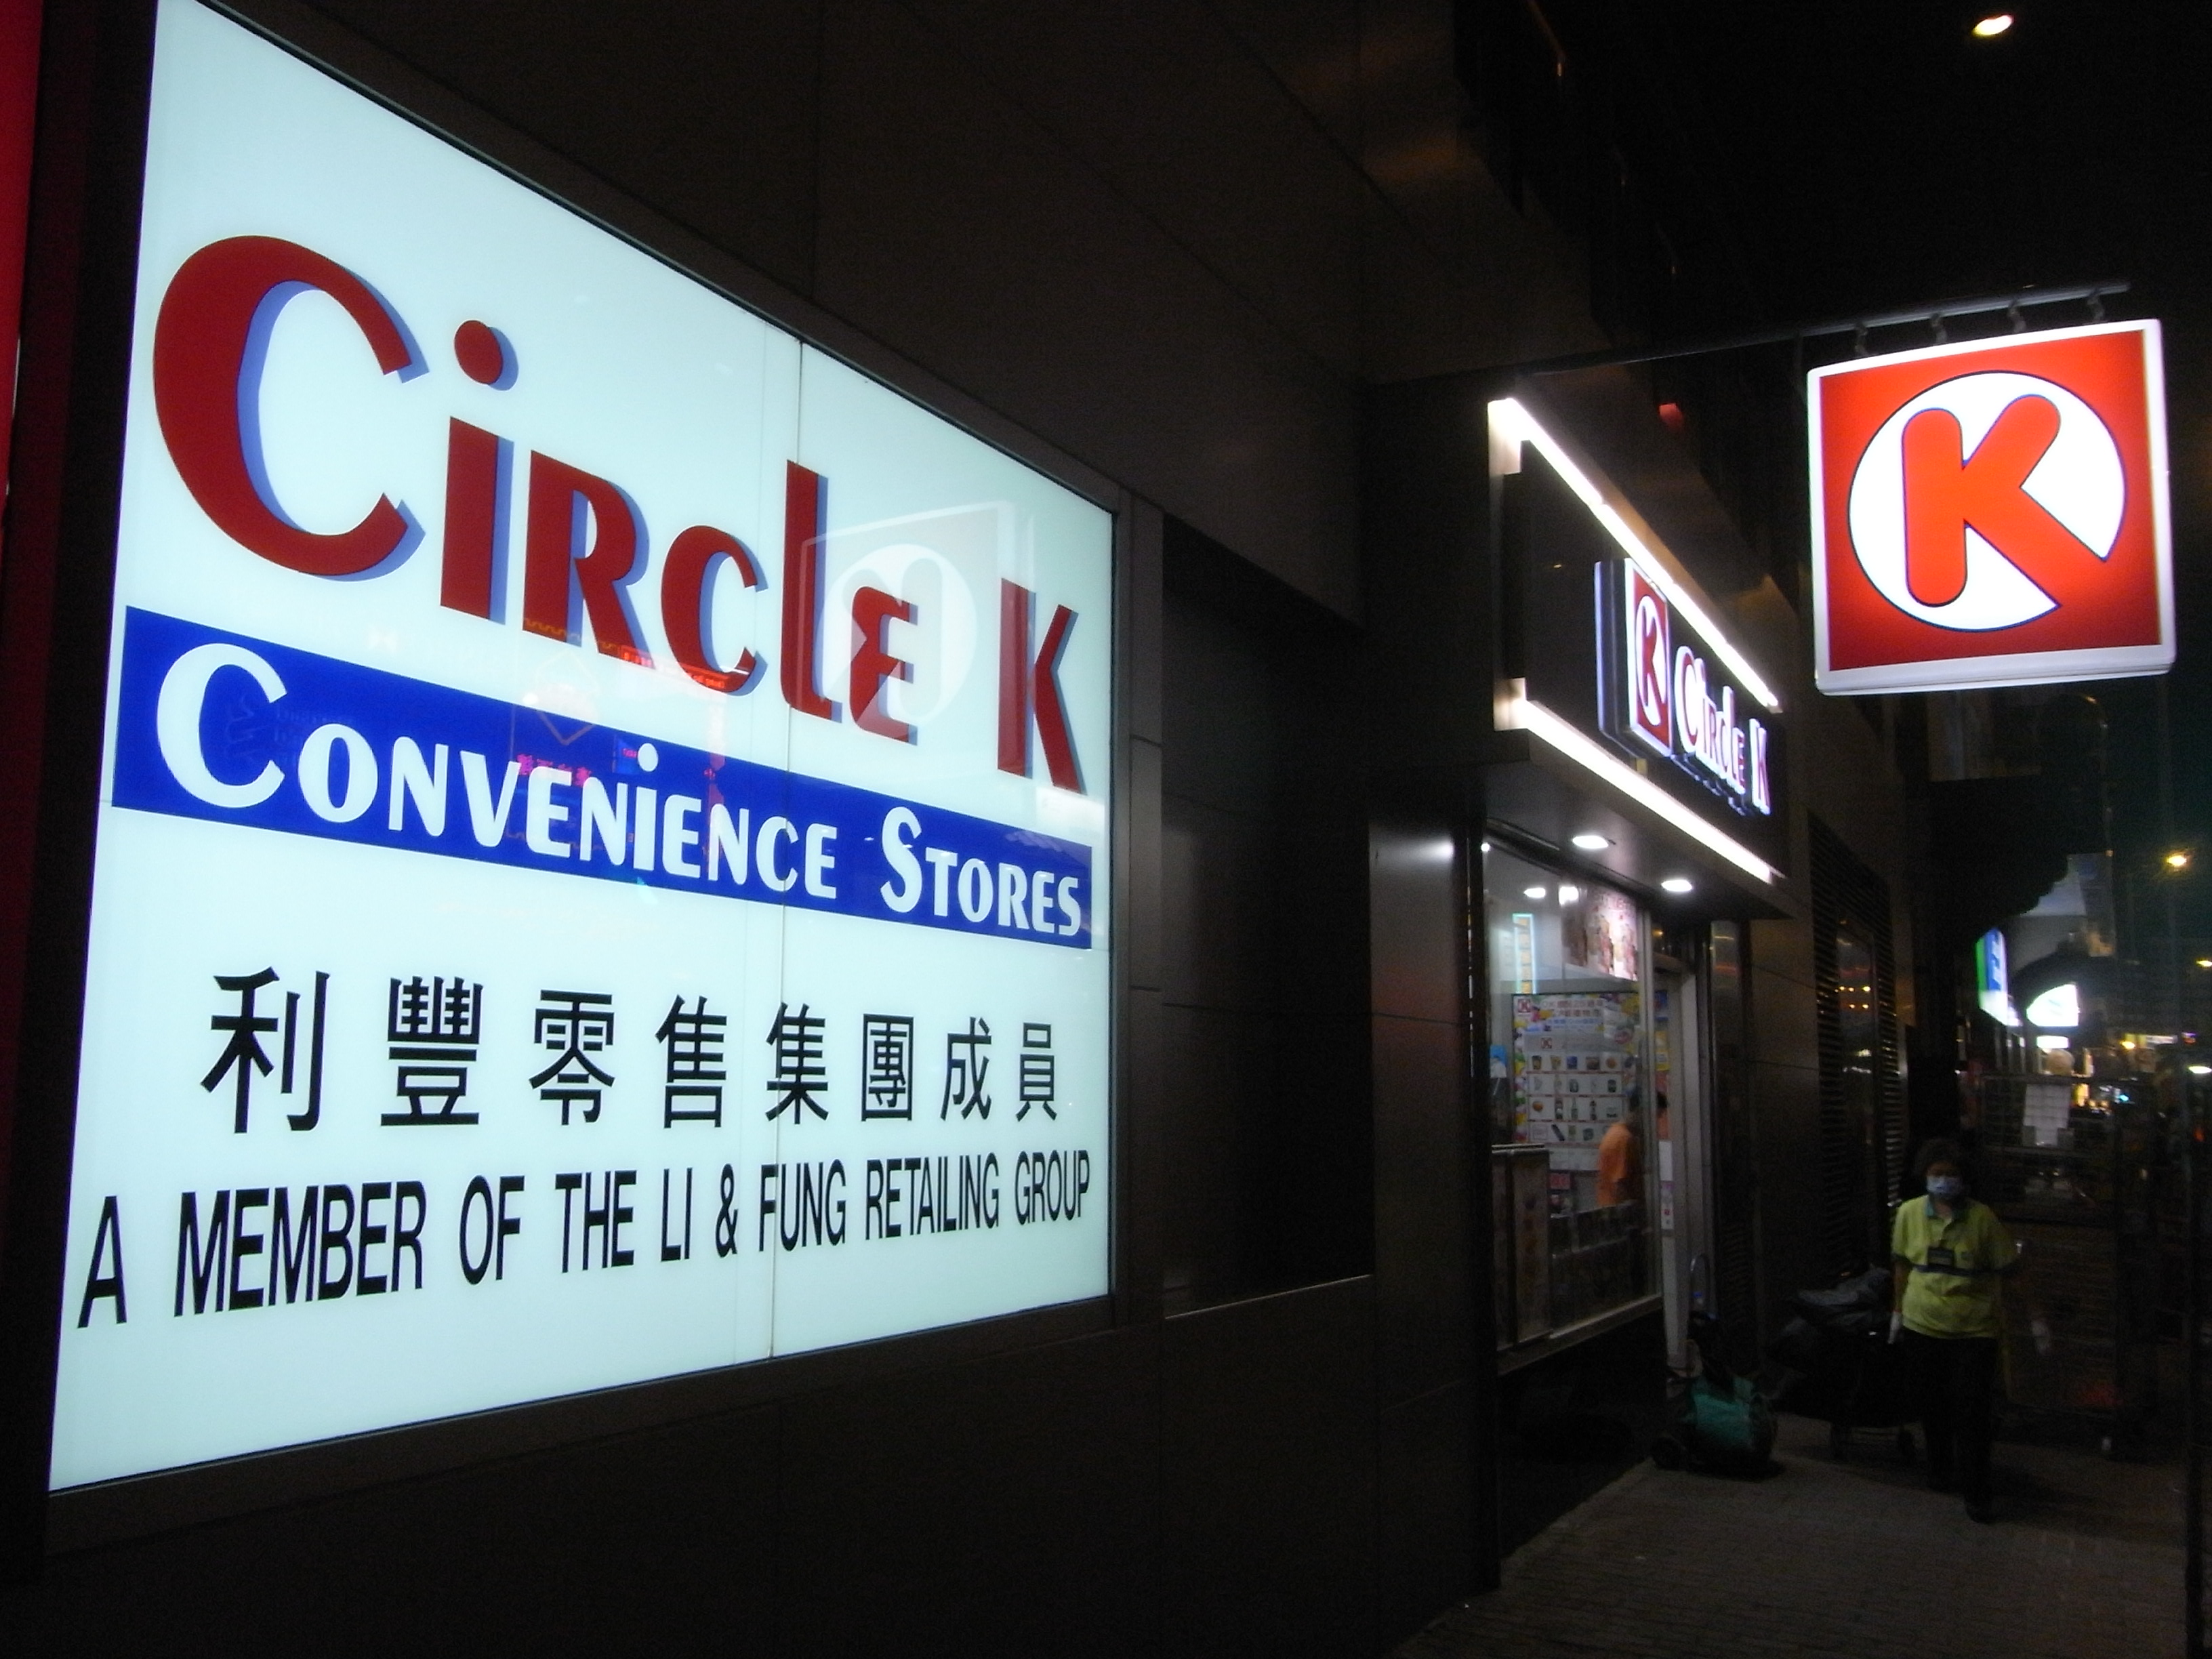 Circle K
Convenience Stores
利豐零售集團成員
A MEMBER OF THE LI & FUNG RETAILING GROUP
K
K Circle K